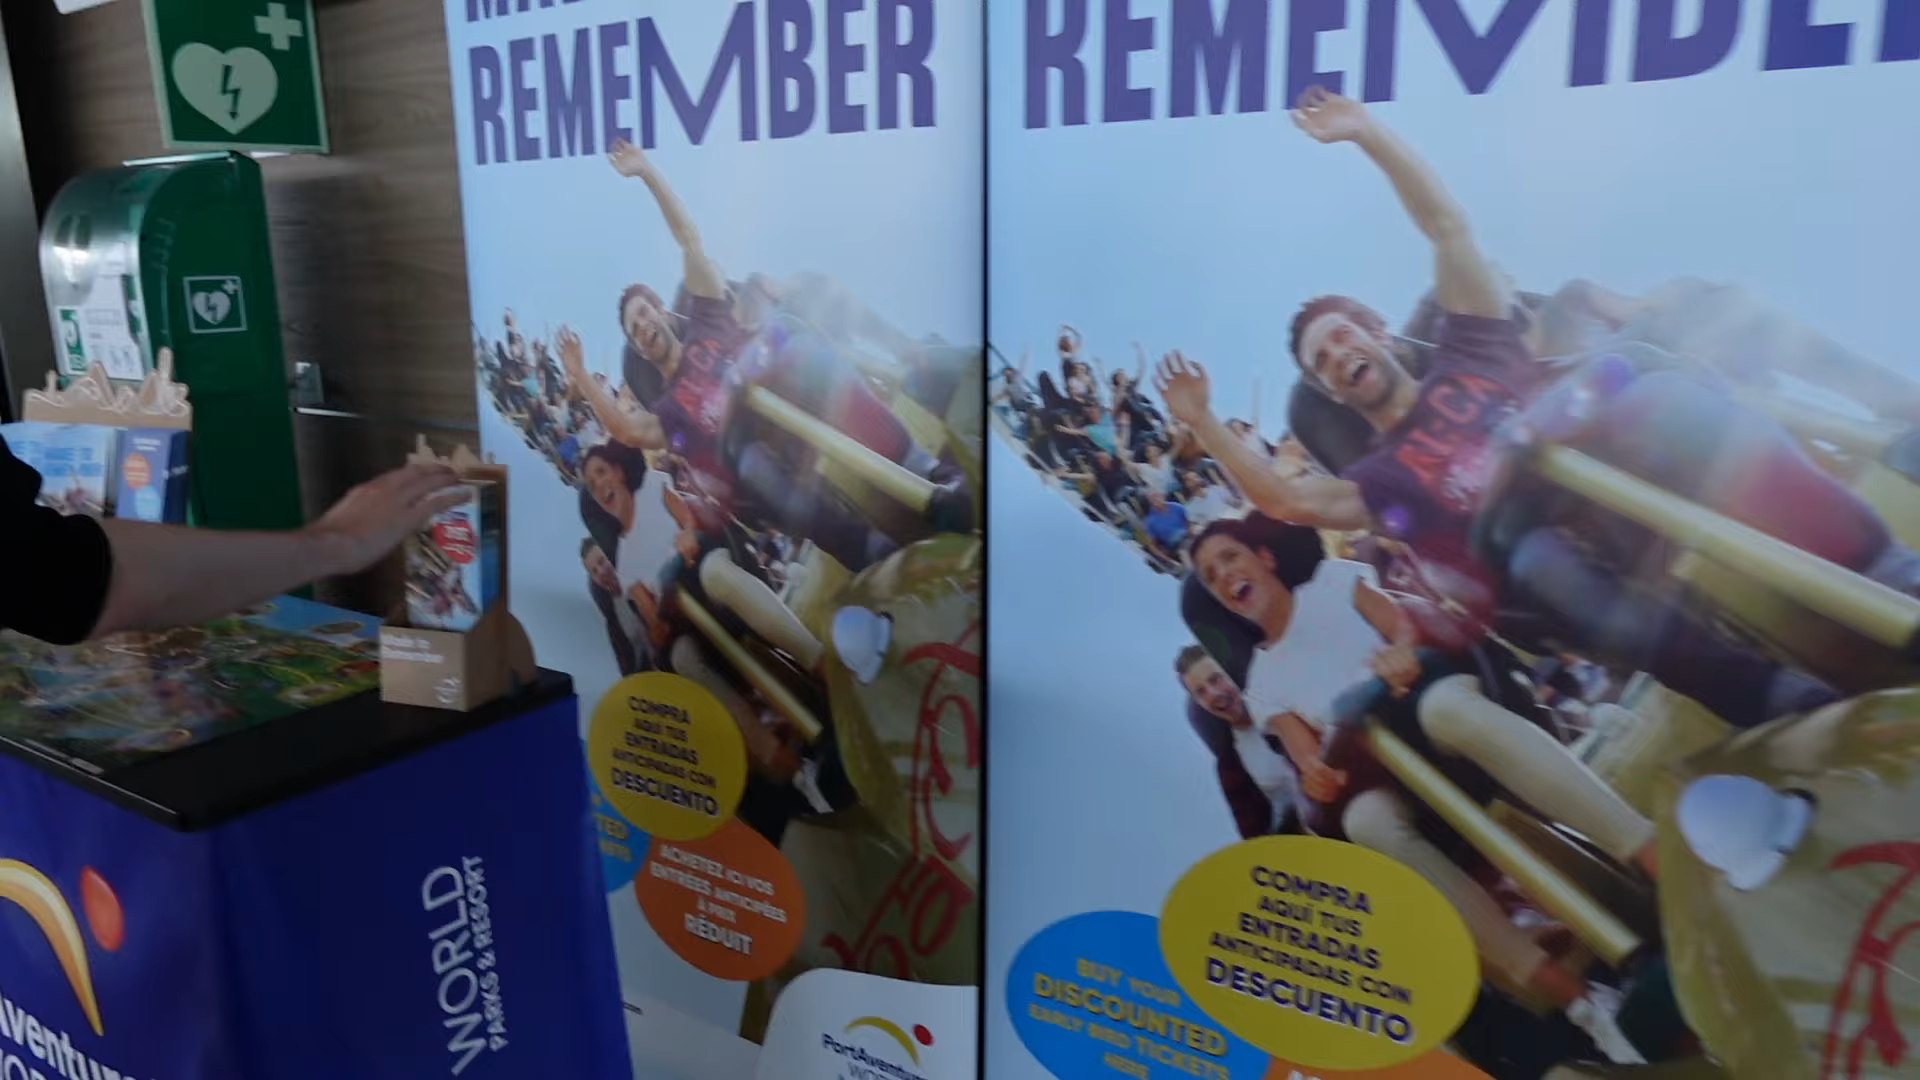 REMEMBER
REMEMBER
COMPRA
AQUÍ TUS
ENTRADAS
ANTICIPADAS CON
DESCUENTO
ACHETEZ ICI VOS
ENTRÉES ANTICIPÉES
À PRIX
RÉDUIT
COMPRA
AQUÍ TUS
ENTRADAS
ANTICIPADAS CON
DESCUENTO
BUY YOUR
DISCOUNTED
EARLY BIRD TICKETS
HERE
WORLD
PARKS & RESORT
PortAventura
WORLD